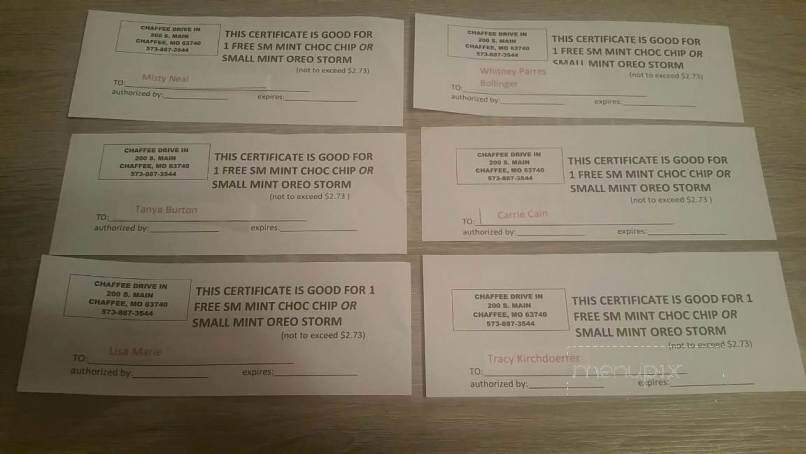 CHAFFEE DRIVE IN
200 S. MAIN
CHAFFEE, MO 63740
573-887-3544
THIS CERTIFICATE IS GOOD FOR
1 FREE SM MINT CHOC CHIP OR
SMALL MINT OREO STORM
(not to exceed $2.73)
TO: Misty Neal
authorized by: expires:
CHAFFEE DRIVE IN
200 S. MAIN
CHAFFEE, MO 63740
573-887-3544
THIS CERTIFICATE IS GOOD FOR
1 FREE SM MINT CHOC CHIP OR
SMALL MINT OREO STORM
(not to exceed $2.73)
Whitney Parres
TO: Bollinger
authorized by: expires:
CHAFFEE DRIVE IN
200 S. MAIN
CHAFFEE, MO 63740
573-887-3544
THIS CERTIFICATE IS GOOD FOR
1 FREE SM MINT CHOC CHIP OR
SMALL MINT OREO STORM
(not to exceed $2.73 )
TO: Tanya Burton
authorized by: expires:
CHAFFEE DRIVE IN
200 S. MAIN
CHAFFEE, MO 63740
573-887-3544
THIS CERTIFICATE IS GOOD FOR
1 FREE SM MINT CHOC CHIP OR
SMALL MINT OREO STORM
(not to exceed $2.73 )
TO: Carrie Cain
authorized by: expires:
CHAFFEE DRIVE IN
200 S. MAIN
CHAFFEE, MO 63740
573-887-3544
THIS CERTIFICATE IS GOOD FOR 1
FREE SM MINT CHOC CHIP OR
SMALL MINT OREO STORM
(not to exceed $2.73)
TO: Lisa Marie
authorized by: expires:
CHAFFEE DRIVE IN
200 S. MAIN
CHAFFEE, MO 63740
573-887-3544
THIS CERTIFICATE IS GOOD FOR 1
FREE SM MINT CHOC CHIP OR
SMALL MINT OREO STORM
(not to exceed $2.73)
TO: Tracy Kirchdoerfer
authorized by: expires:
menupix